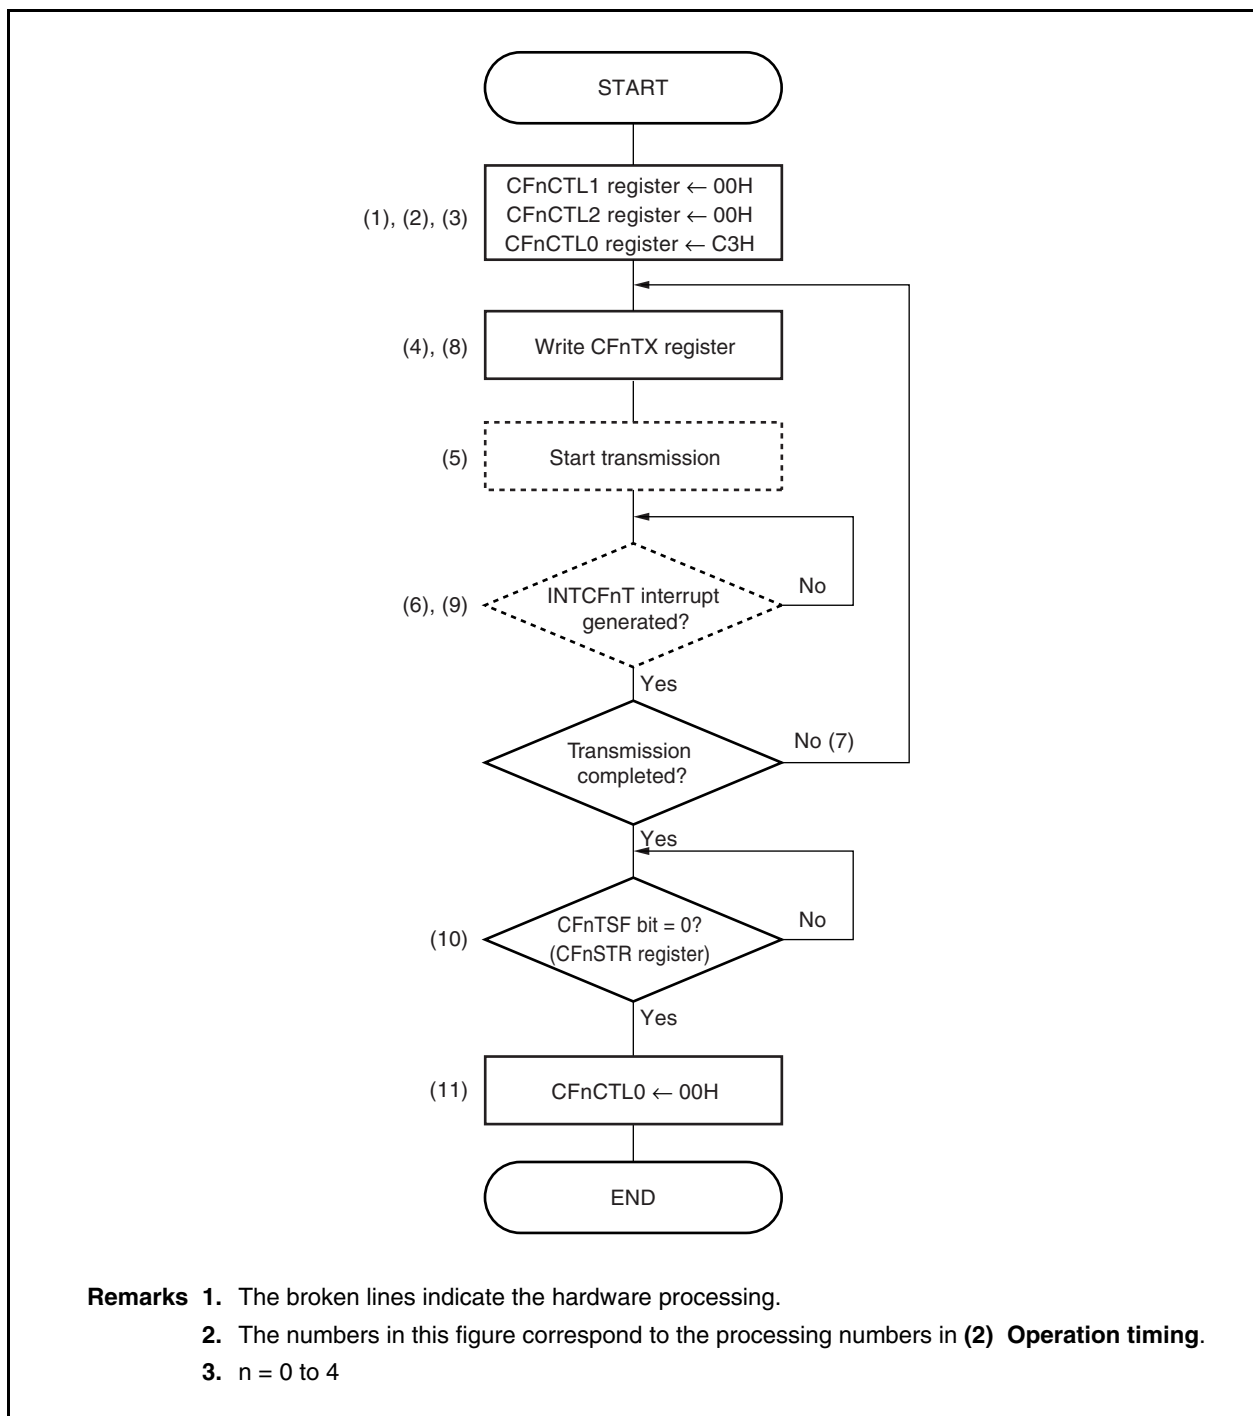 START
CFnCTL1 register ← 00H
(1), (2), (3)
CFnCTL2 register ← 00H
CFnCTL0 register ← C3H
(4), (8)
Write CFnTX register
(5)
Start transmission
No
INTCFnT interrupt
(6), (9)
generated?
Yes
No (7)
Transmission
completed?
Yes
CFnTSF bit = 0?
No
(10)
(CFnSTR register)
Yes
(11)
CFnCTL0 ← 00H
END
Remarks 1. The broken lines indicate the hardware processing.
2. The numbers in this figure correspond to the processing numbers in (2) Operation timing.
3. n = 0 to 4